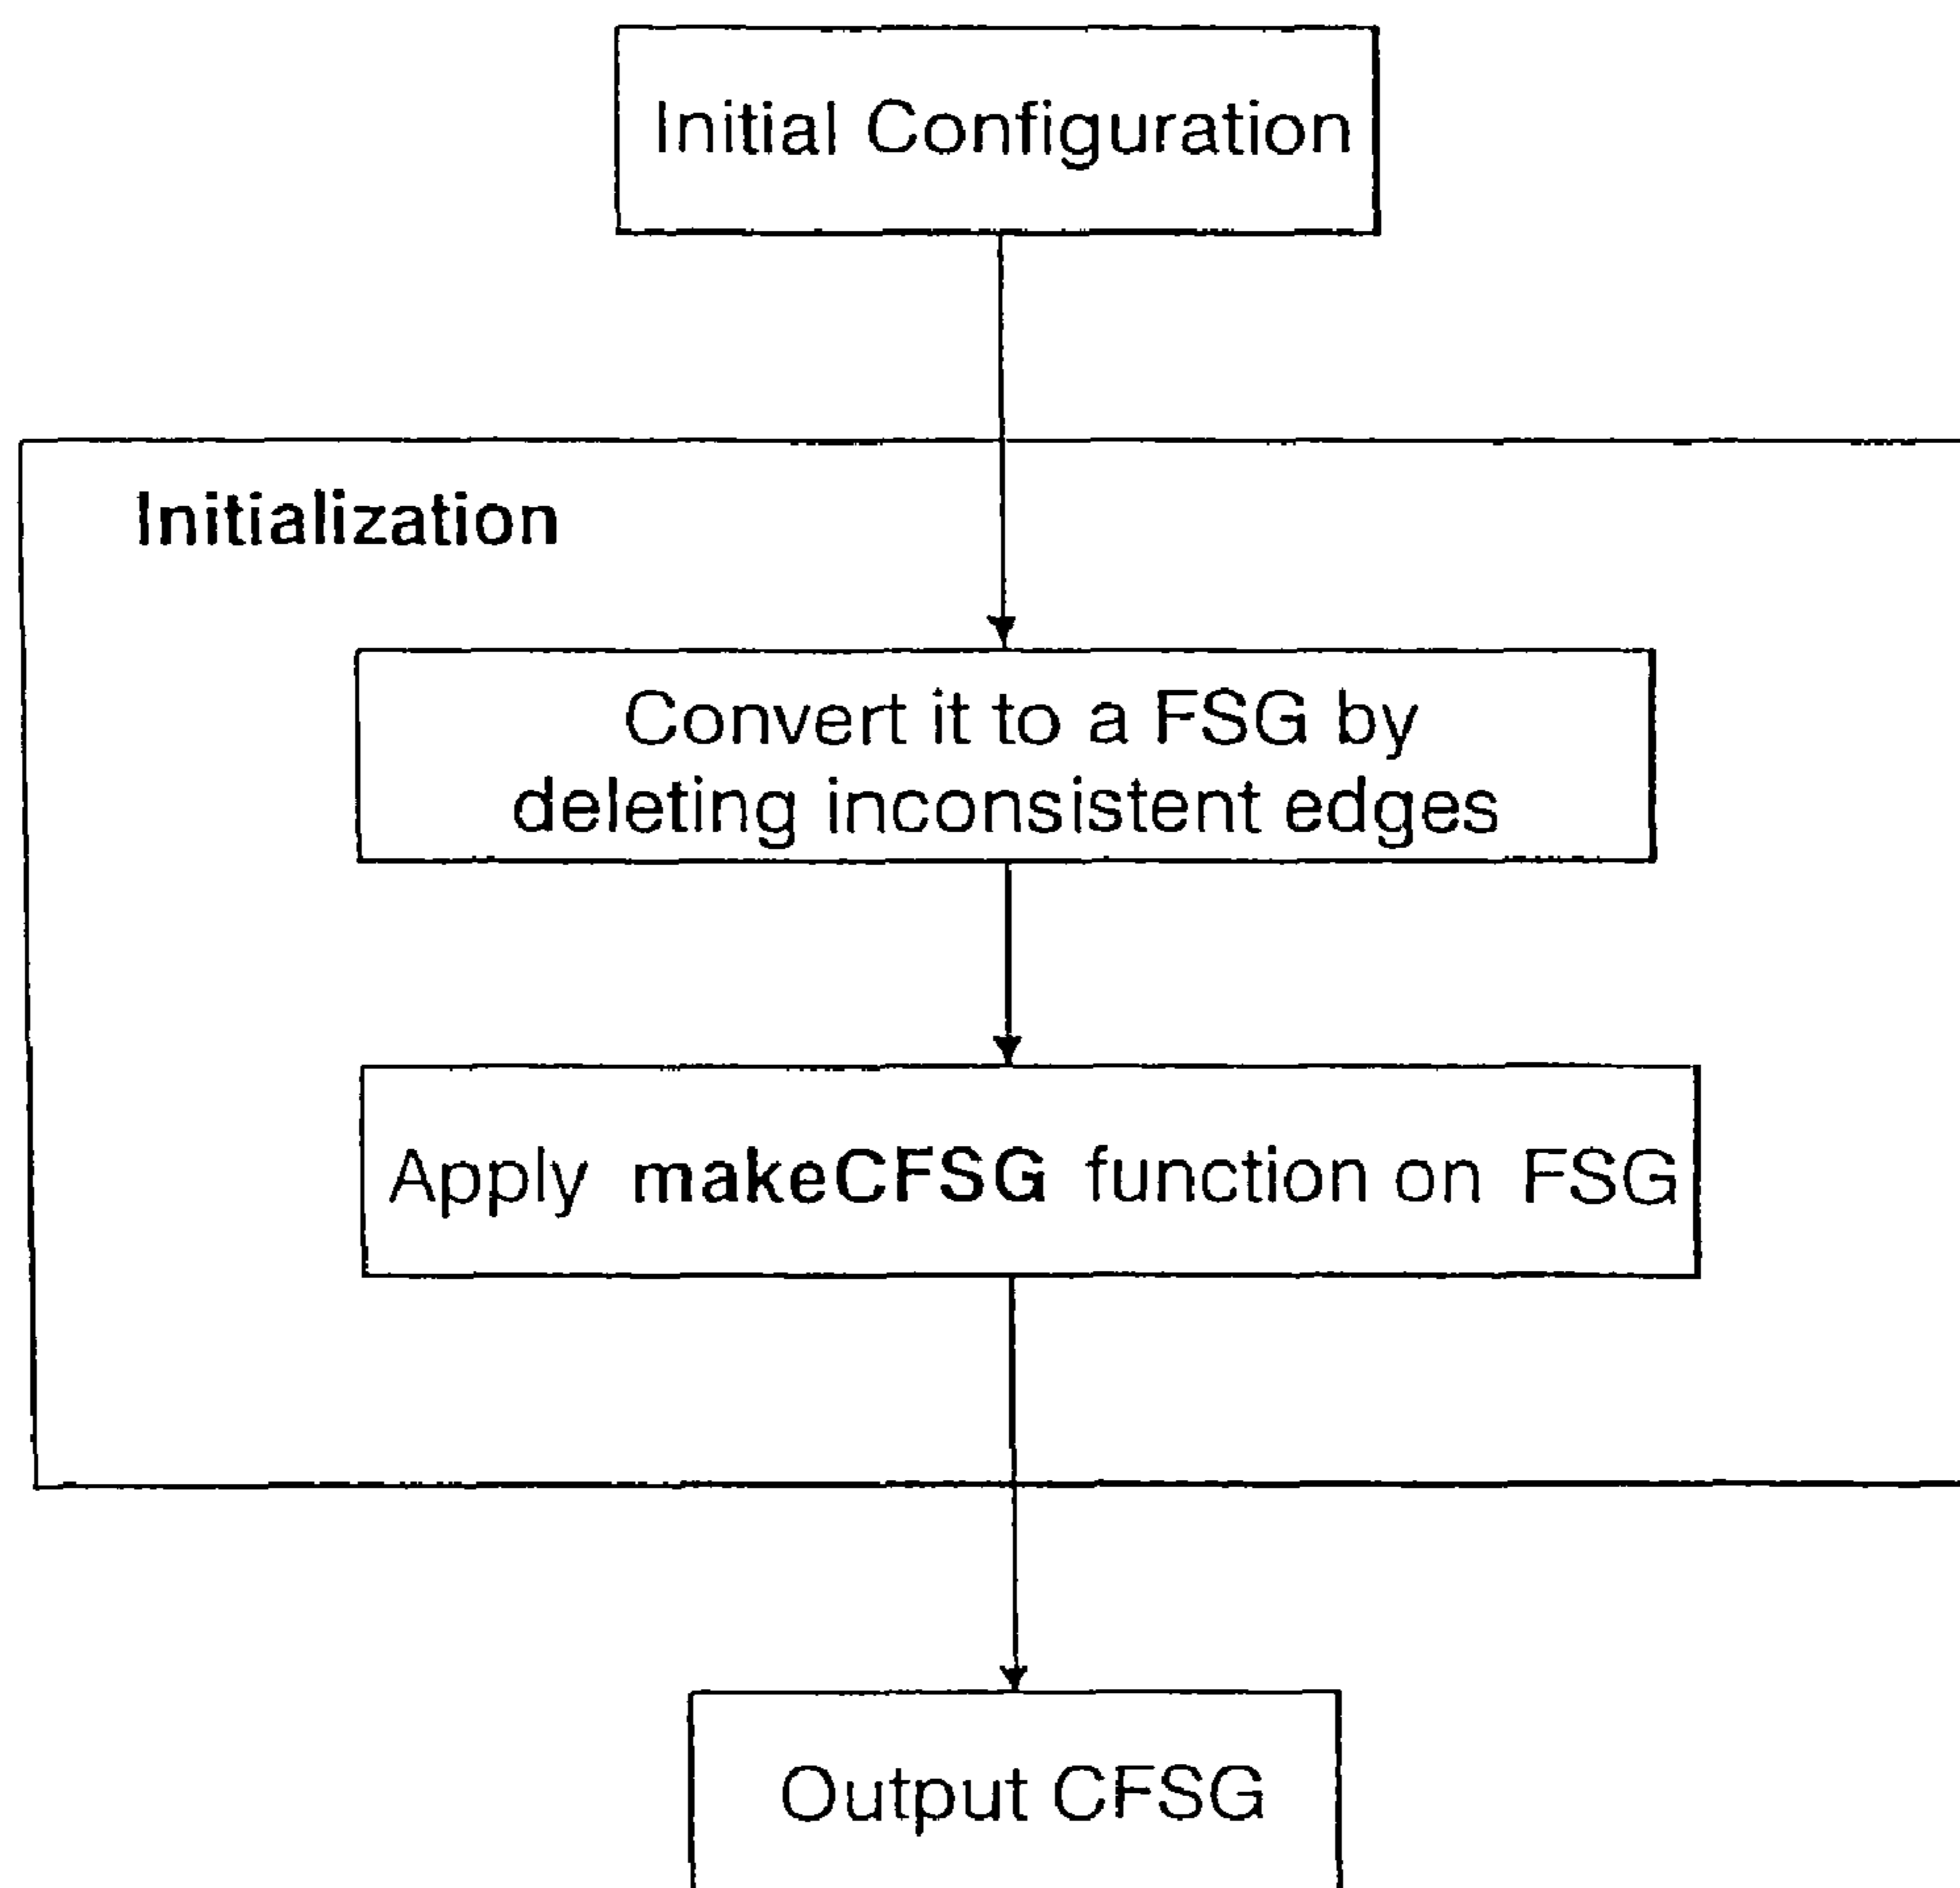 Initial Configuration
Initialization
Convert it to a FSG by
deleting inconsistent edges
Apply makeCFSG function on FSG
Output CFSG